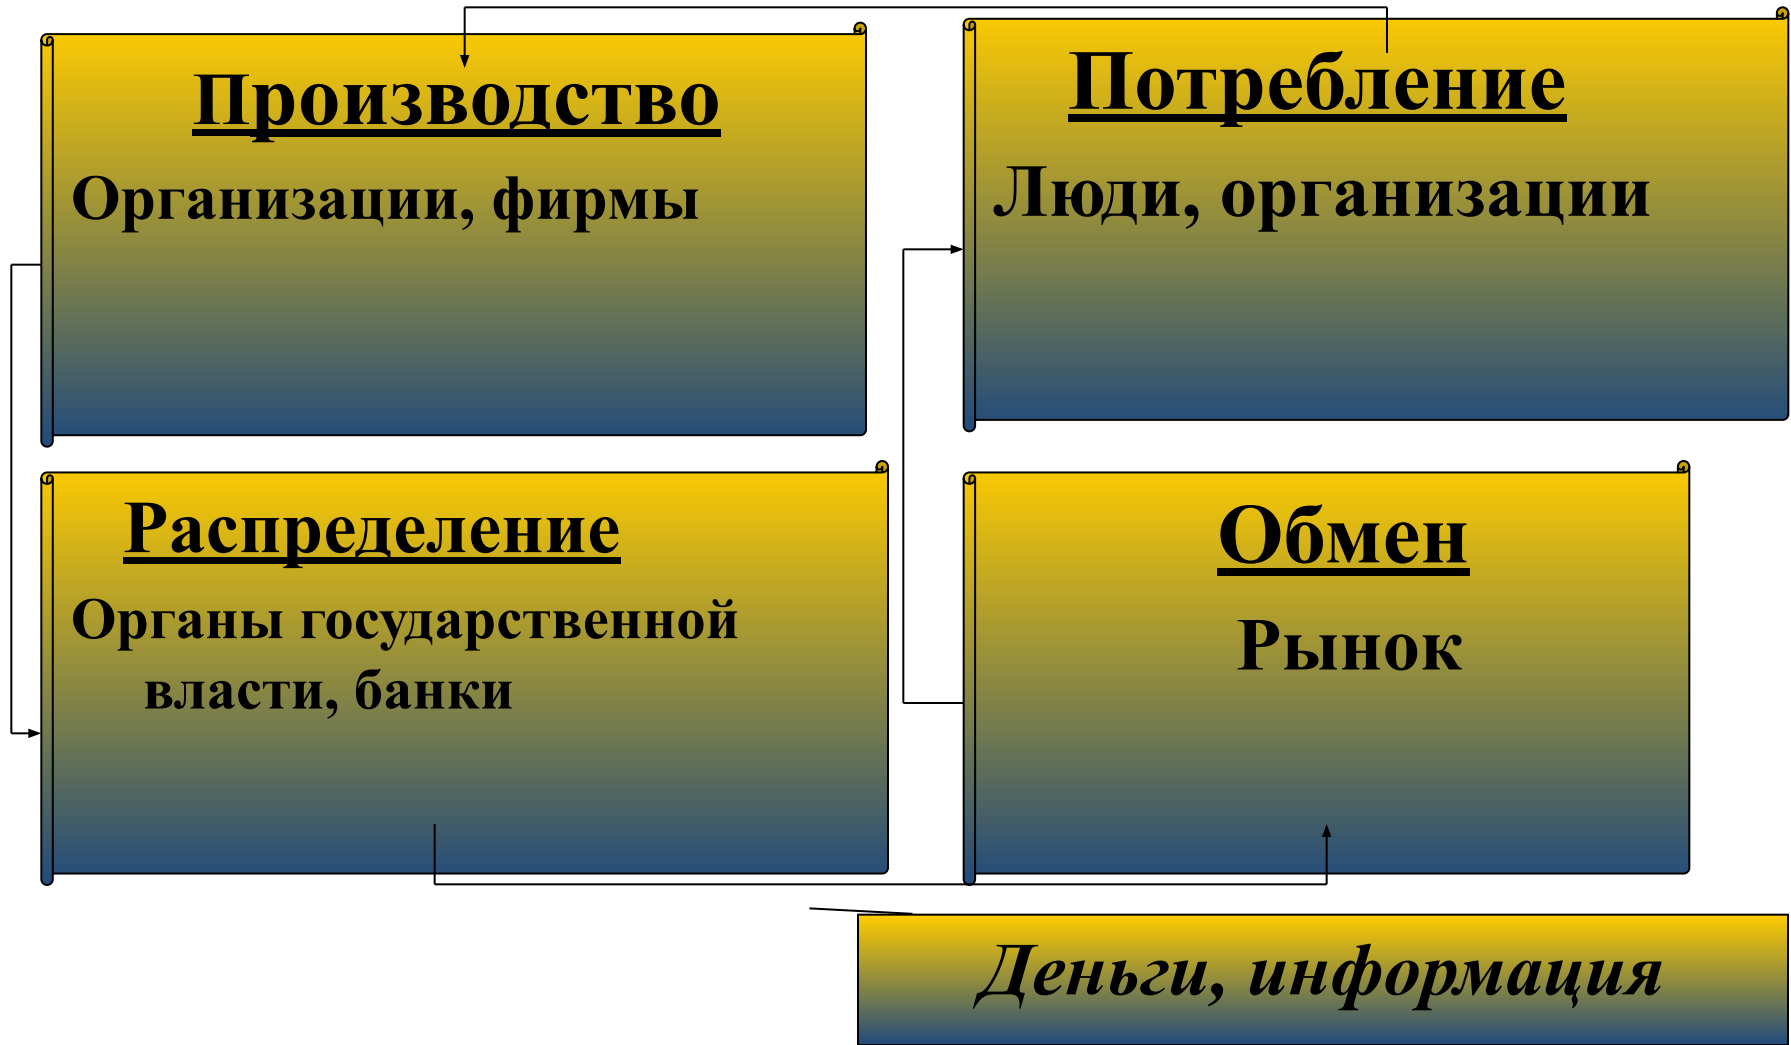 Производство
Организации, фирмы
Потребление
Люди, организации
Распределение
Органы государственной
власти, банки
Обмен
Рынок
Деньги, информация